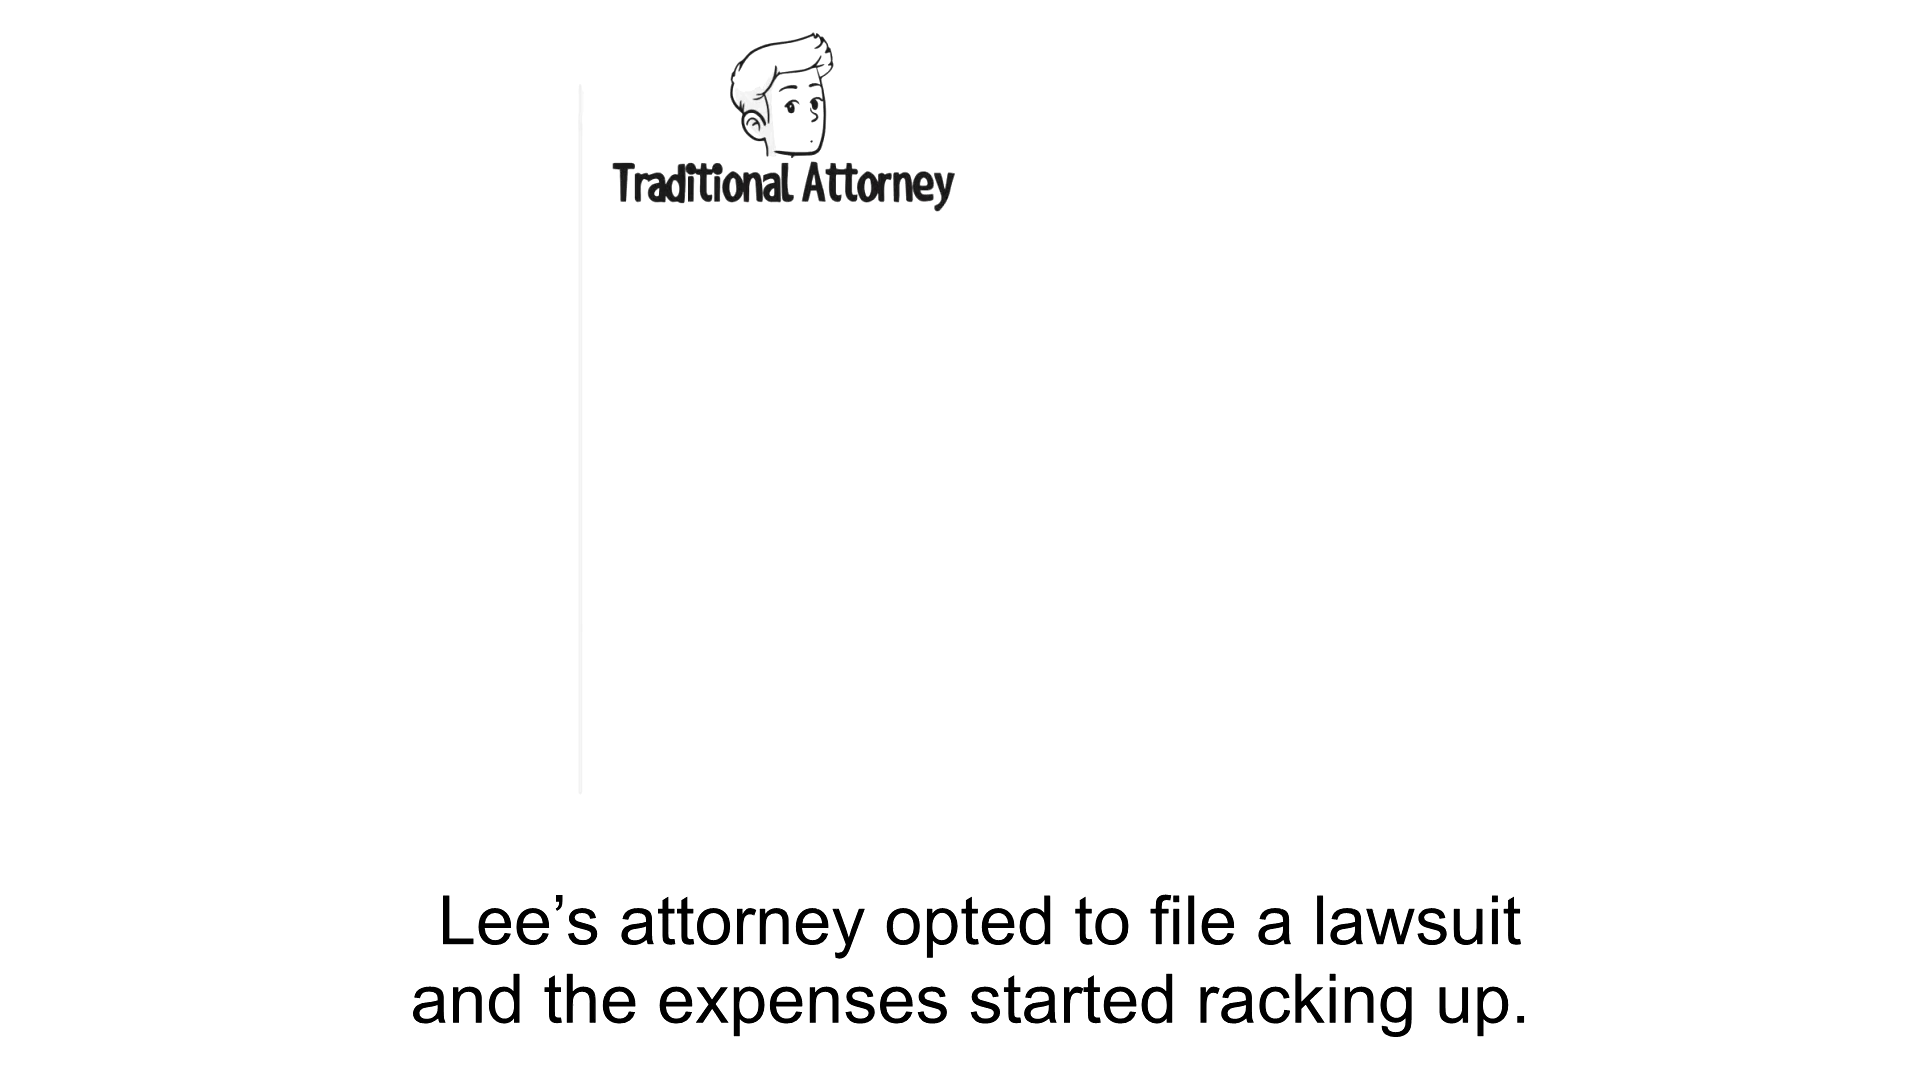 Traditional Attorney
Lee’s attorney opted to file a lawsuit
and the expenses started racking up.